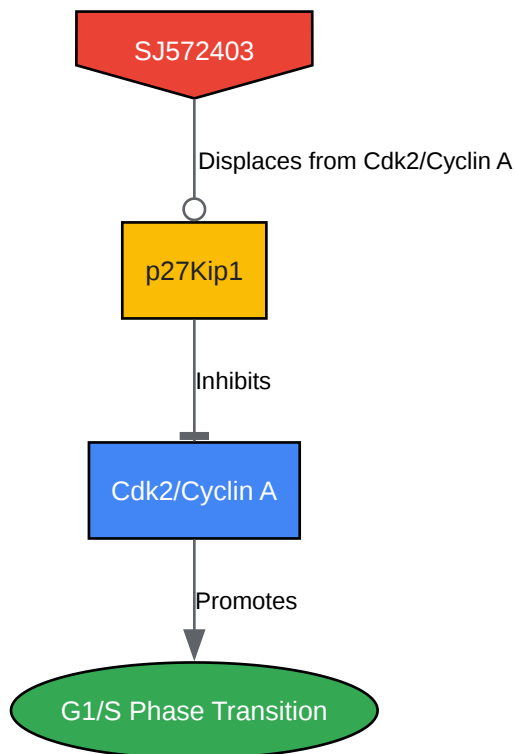 SJ572403
Displaces from Cdk2/Cyclin A
p27Kip1
Inhibits
Cdk2/Cyclin A
Promotes
G1/S Phase Transition